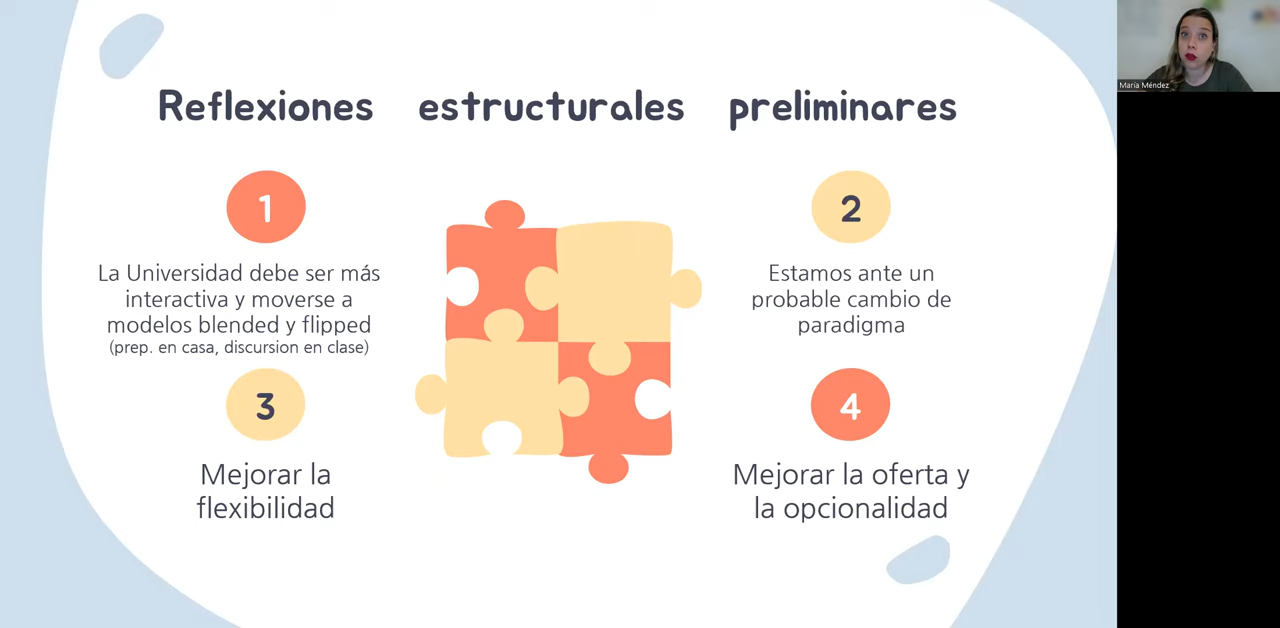 Reflexiones estructurales preliminares
1
La Universidad debe ser más
interactiva y moverse a
modelos blended y flipped
(prep. en casa, discursion en clase)
2
Estamos ante un
probable cambio de
paradigma
3
Mejorar la
flexibilidad
4
Mejorar la oferta y
la opcionalidad
María Méndez